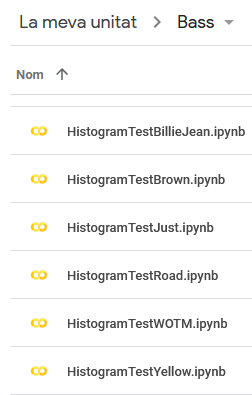 La meva unitat > Bass
Nom ↑
HistogramTestBillieJean.ipynb
HistogramTestBrown.ipynb
HistogramTestJust.ipynb
HistogramTestRoad.ipynb
HistogramTestWOTM.ipynb
HistogramTestYellow.ipynb